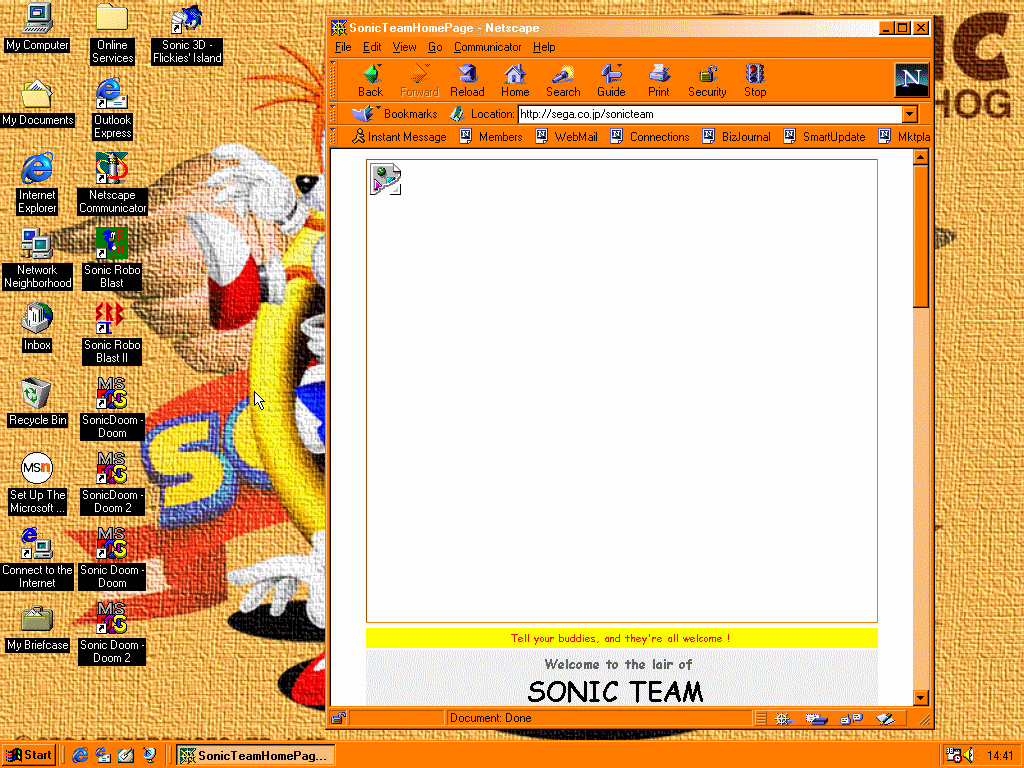 My Computer
Online
Services
Sonic 3D -
Flickies' Island
My Documents
Outlook
Express
Internet
Explorer
Netscape
Communicator
Network
Neighborhood
Sonic Robo
Blast
Inbox
Sonic Robo
Blast II
Recycle Bin
SonicDoom -
Doom
Set Up The
Microsoft ...
SonicDoom -
Doom 2
Connect to the
Internet
Sonic Doom -
Doom
My Briefcase
Sonic Doom -
Doom 2
SonicTeamHomePage - Netscape
File Edit View Go Communicator Help
Back Forward Reload Home Search Guide Print Security Stop
N
Bookmarks Location: http://sega.co.jp/sonicteam
Instant Message Members WebMail Connections BizJournal SmartUpdate Mktpla
Tell your buddies, and they're all welcome !
Welcome to the lair of
SONIC TEAM
Document: Done
Start SonicTeamHomePag... 14:41